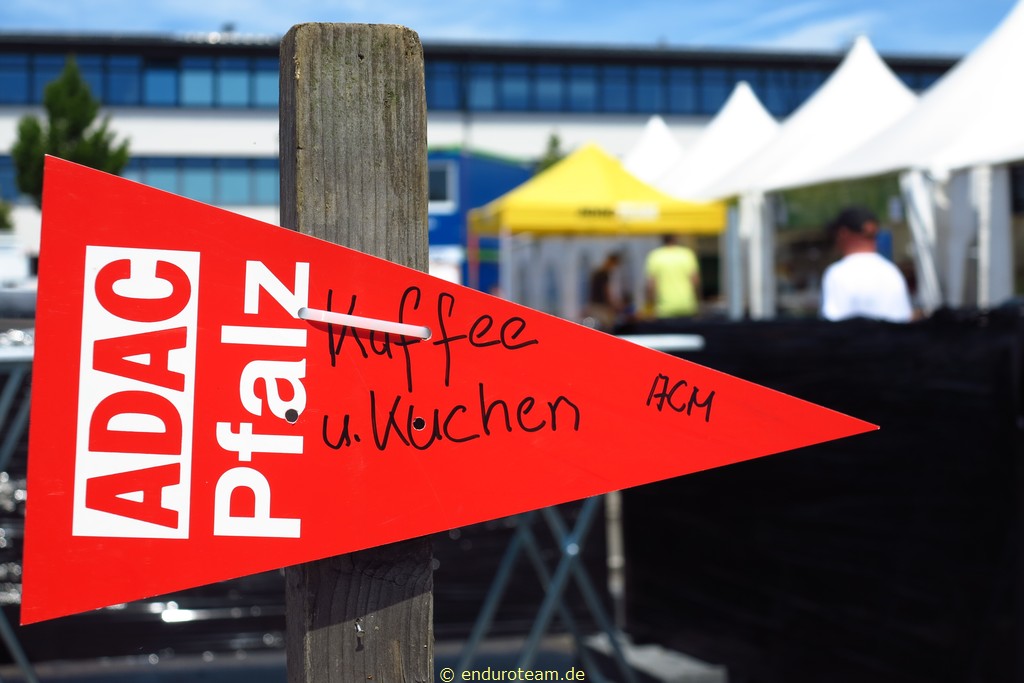 ADAC
Pfalz
Kaffee
u. Kuchen
ACM
© enduroteam.de